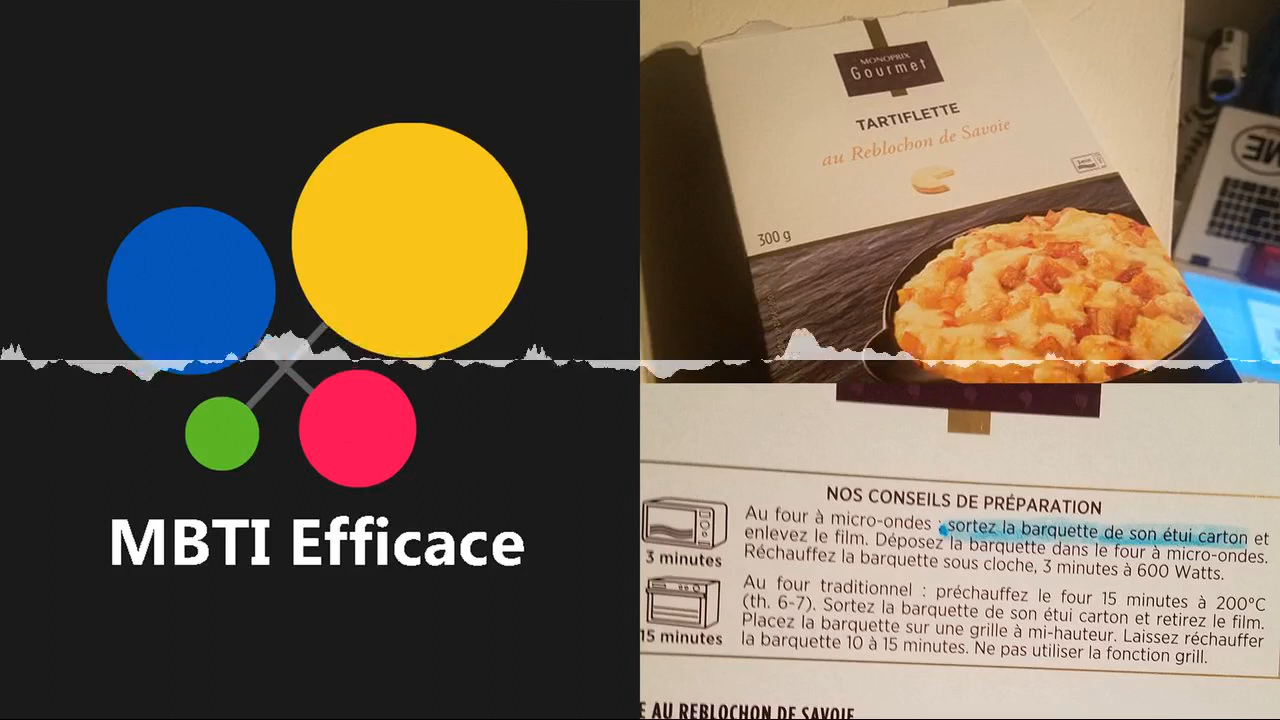 MBTI Efficace
MONOPRIX
Gourmet
TARTIFLETTE
au Reblochon de Savoie
300 g
NOS CONSEILS DE PRÉPARATION
Au four à micro-ondes : sortez la barquette de son étui carton et
enlevez le film. Déposez la barquette dans le four à micro-ondes.
Réchauffez la barquette sous cloche, 3 minutes à 600 Watts.
3 minutes
Au four traditionnel : préchauffez le four 15 minutes à 200°C
(th. 6-7). Sortez la barquette de son étui carton et retirez le film.
Placez la barquette sur une grille à mi-hauteur. Laissez réchauffer
la barquette 10 à 15 minutes. Ne pas utiliser la fonction gril.
15 minutes
AU REBLOCHON DE SAVOIE